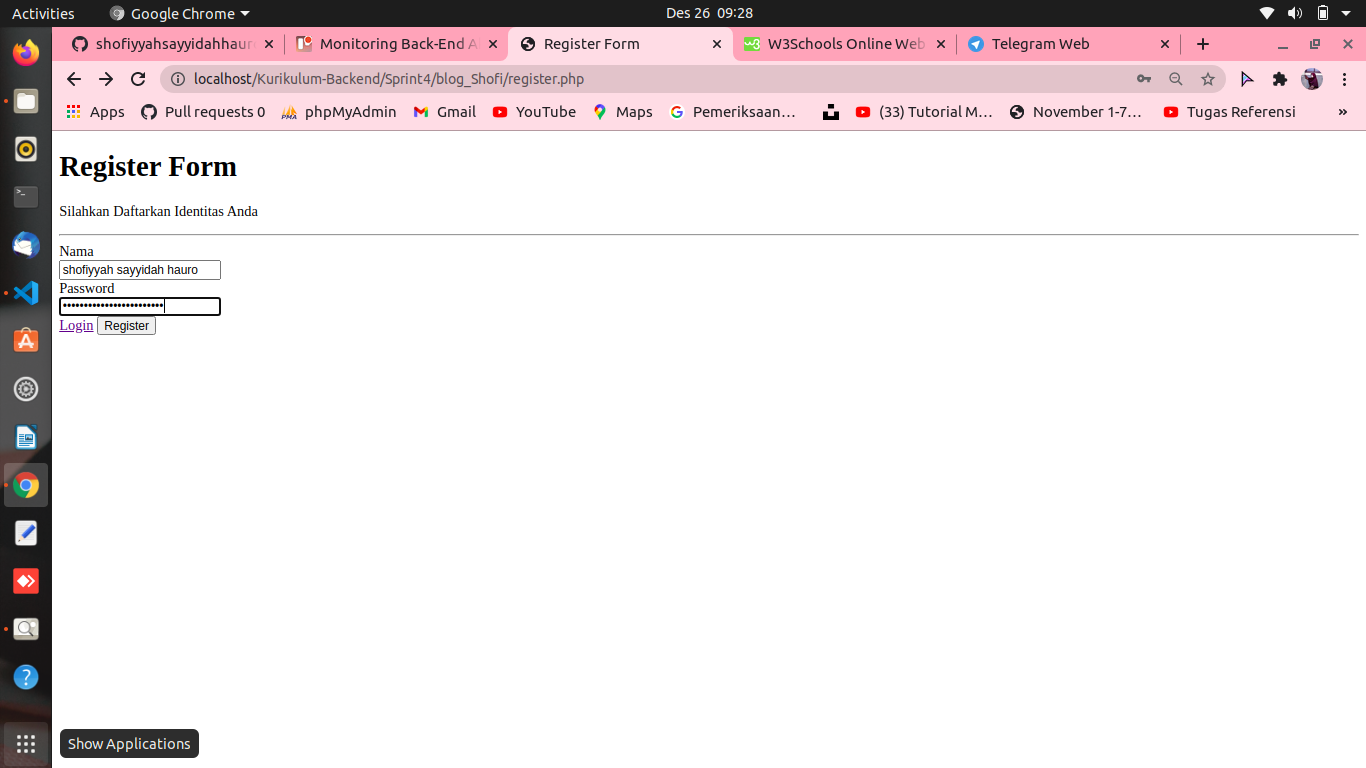 Activities Google Chrome Des 26 09:28
shofiyyahsayyidahhaur Monitoring Back-End A Register Form W3Schools Online Web Telegram Web
localhost/Kurikulum-Backend/Sprint4/blog_Shofi/register.php
Apps Pull requests 0 PMA phpMyAdmin Gmail YouTube Maps Pemeriksaan… (33) Tutorial M… November 1-7… Tugas Referensi »
Register Form
Silahkan Daftarkan Identitas Anda
Nama
shofiyyah sayyidah hauro
Password
••••••••••••••••••••••••
Login Register
Show Applications